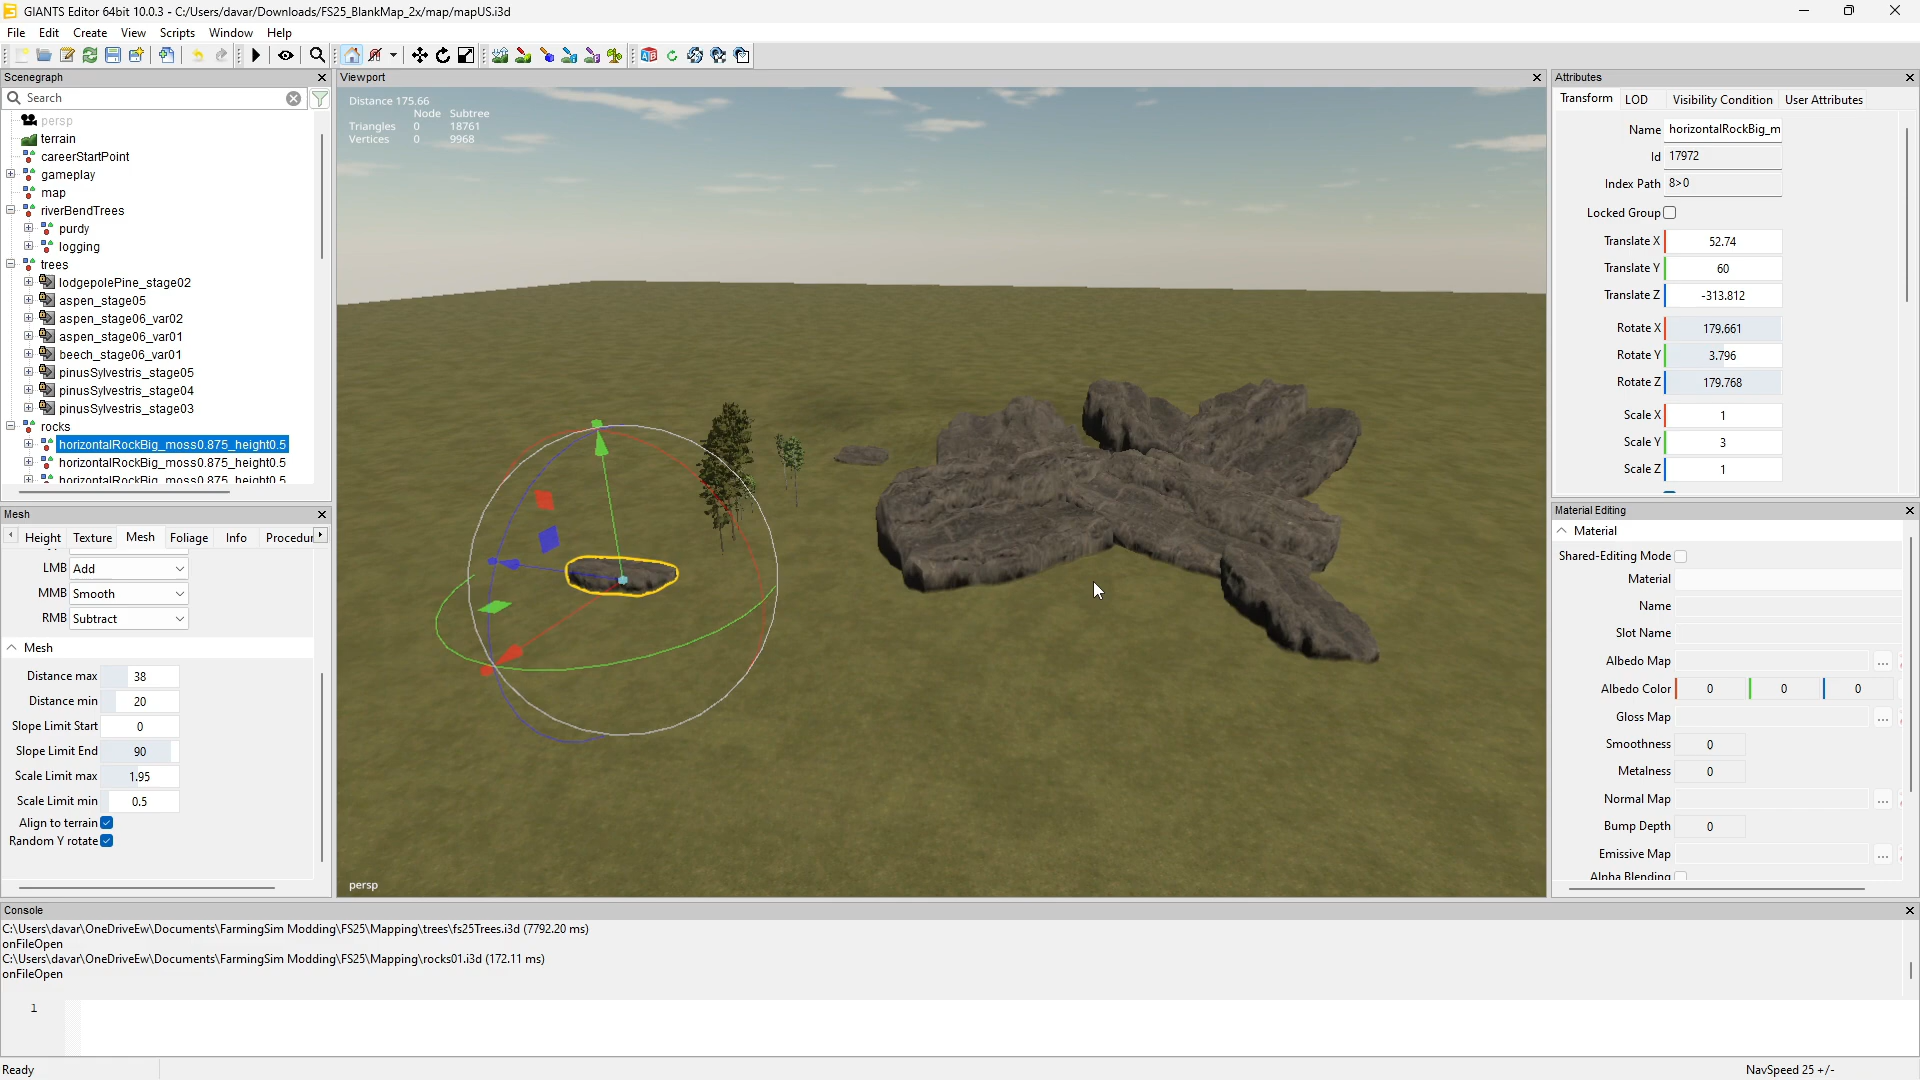 GIANTS Editor 64bit 10.0.3 - C:/Users/davar/Downloads/FS25_BlankMap_2x/map/mapUS.i3d
File Edit Create View Scripts Window Help
Scenegraph
Search
persp
terrain
careerStartPoint
gameplay
map
riverBendTrees
purdy
logging
trees
lodgepolePine_stage02
aspen_stage05
aspen_stage06_var02
aspen_stage06_var01
beech_stage06_var01
pinusSylvestris_stage05
pinusSylvestris_stage04
pinusSylvestris_stage03
rocks
horizontalRockBig_moss0.875_height0.5
horizontalRockBig_moss0.875_height0.5
horizontalRockBig_moss0.875_height0.5
Mesh
Height Texture Mesh Foliage Info Procedur
LMB Add
MMB Smooth
RMB Subtract
Mesh
Distance max 38
Distance min 20
Slope Limit Start 0
Slope Limit End 90
Scale Limit max 1.95
Scale Limit min 0.5
Align to terrain
Random Y rotate
Viewport
Distance 175.66
Node Subtree
Triangles 0 18761
Vertices 0 9968
persp
Attributes
Transform LOD Visibility Condition User Attributes
Name horizontalRockBig_m
Id 17972
Index Path 8>0
Locked Group
Translate X 52.74
Translate Y 60
Translate Z -313.812
Rotate X 179.661
Rotate Y 3.796
Rotate Z 179.768
Scale X 1
Scale Y 3
Scale Z 1
Material Editing
Material
Shared-Editing Mode
Material
Name
Slot Name
Albedo Map ...
Albedo Color 0 0 0
Gloss Map ...
Smoothness 0
Metalness 0
Normal Map ...
Bump Depth 0
Emissive Map ...
Alpha Blending
Console
C:\Users\davar\OneDriveEw\Documents\FarmingSim Modding\FS25\Mapping\trees\fs25Trees.i3d (7792.20 ms)
onFileOpen
C:\Users\davar\OneDriveEw\Documents\FarmingSim Modding\FS25\Mapping\rocks01.i3d (172.11 ms)
onFileOpen
1
Ready
NavSpeed 25 +/-